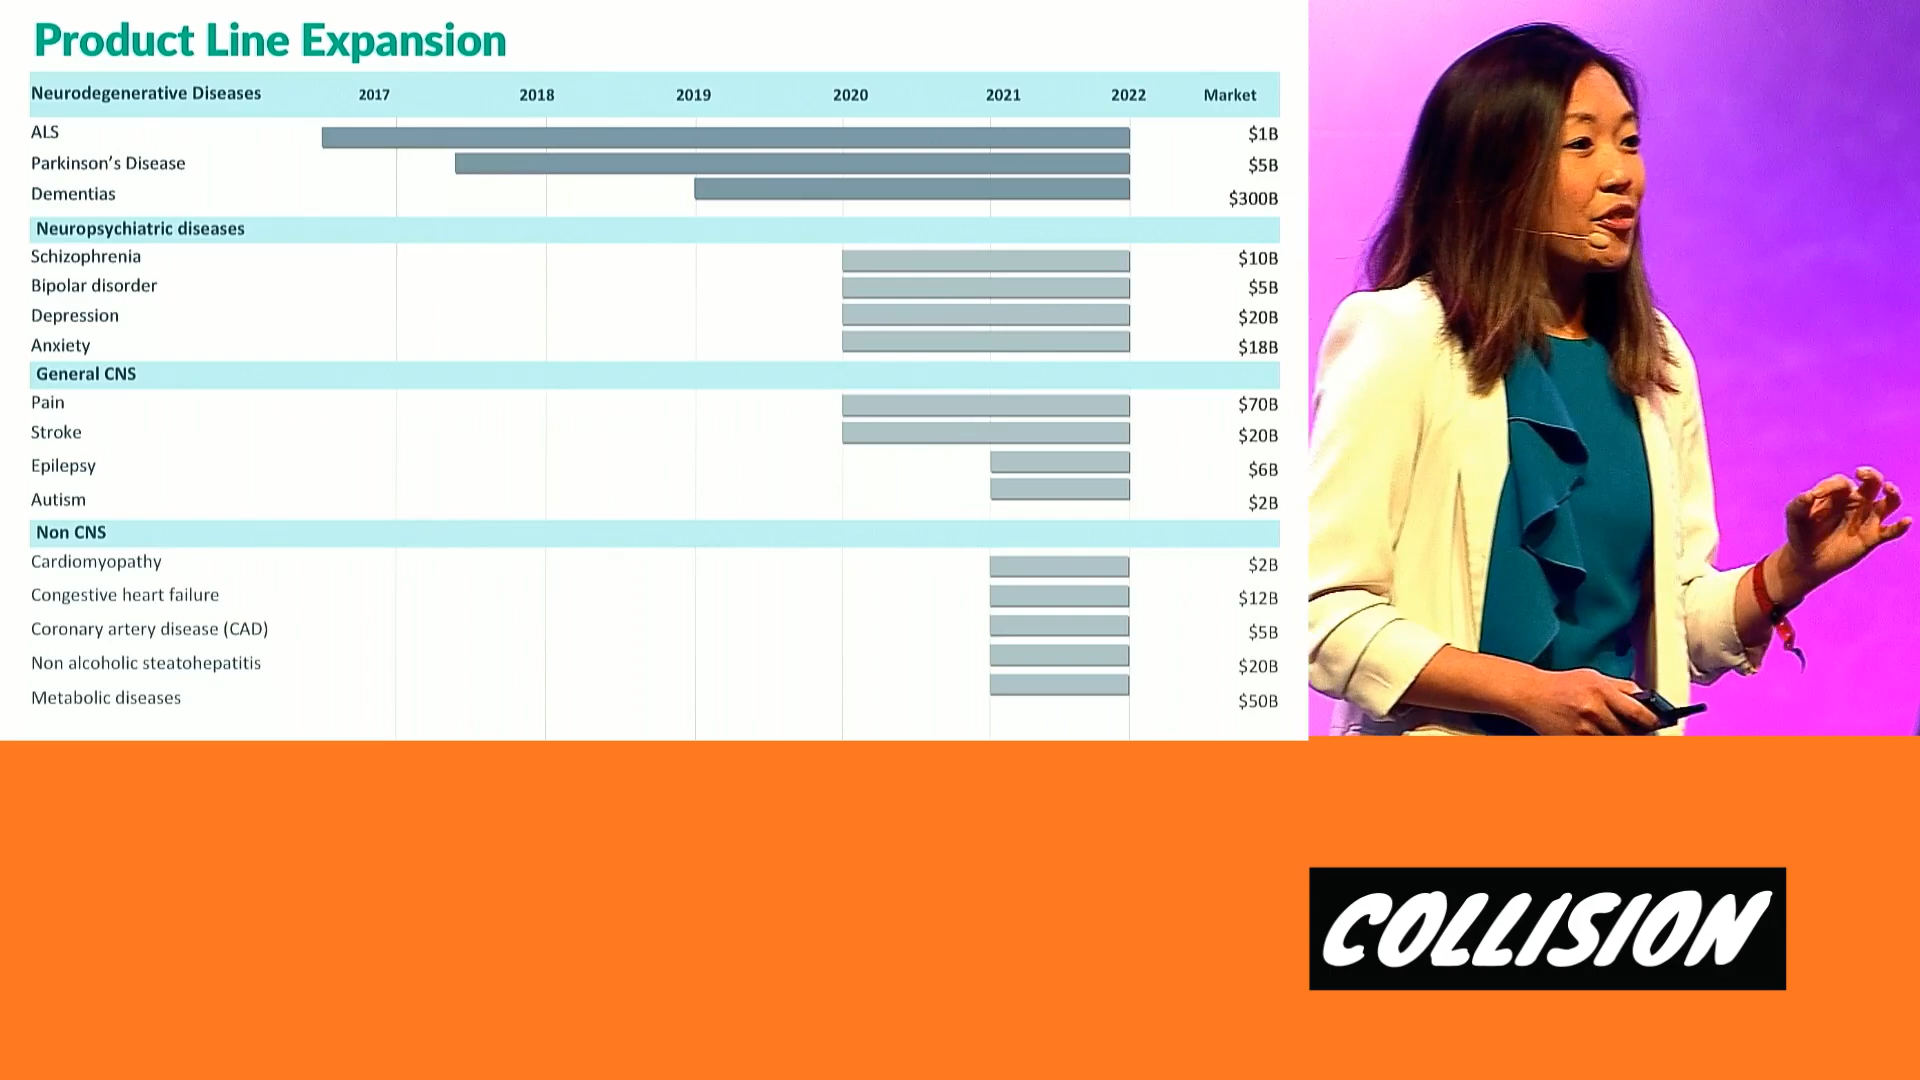 Product Line Expansion
Neurodegenerative Diseases 2017 2018 2019 2020 2021 2022 Market
ALS $1B
Parkinson's Disease $5B
Dementias $300B
Neuropsychiatric diseases
Schizophrenia $10B
Bipolar disorder $5B
Depression $20B
Anxiety $18B
General CNS
Pain $70B
Stroke $20B
Epilepsy $6B
Autism $2B
Non CNS
Cardiomyopathy $2B
Congestive heart failure $12B
Coronary artery disease (CAD) $5B
Non alcoholic steatohepatitis $20B
Metabolic diseases $50B
COLLISION